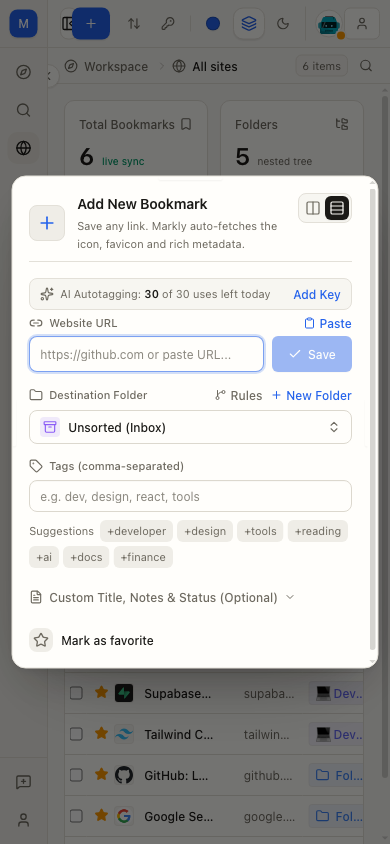 M
Workspace
All sites
6 items
Total Bookmarks
6 live sync
Folders
5 nested tree
Add New Bookmark
Save any link. Markly auto-fetches the
icon, favicon and rich metadata.
AI Autotagging: 30 of 30 uses left today
Add Key
Website URL
Paste
https://github.com or paste URL...
Save
Destination Folder
Rules
+ New Folder
Unsorted (Inbox)
Tags (comma-separated)
e.g. dev, design, react, tools
Suggestions +developer +design +tools +reading
+ai +docs +finance
Custom Title, Notes & Status (Optional)
Mark as favorite
Supabase... supaba... Dev...
Tailwind C... tailwin... Dev...
GitHub: L... github.... Fol...
Google Se... google.... Fol...